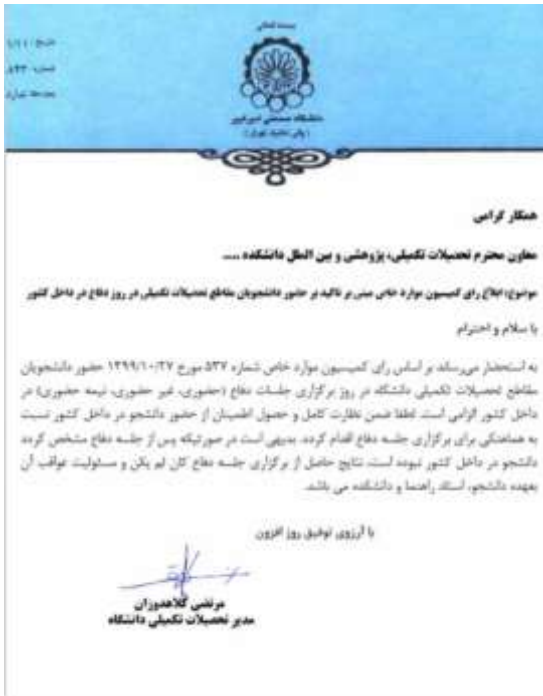 بسمه تعالی
دانشگاه صنعتی امیرکبیر
(پلی تکنیک تهران)
همکار گرامی
معاون محترم تحصیلات تکمیلی، پژوهشی و بین الملل دانشکده .....
موضوع: ابلاغ رای کمیسیون موارد خاص مبنی بر تاکید بر حضور دانشجویان مقاطع تحصیلات تکمیلی در روز دفاع در داخل کشور
با سلام و احترام
به استحضار می‌رساند بر اساس رای کمیسیون موارد خاص شماره ۵۳۷ مورخ ۱۳۹۹/۱۰/۲۷ حضور دانشجویان
مقاطع تحصیلات تکمیلی دانشگاه در روز برگزاری جلسات دفاع (حضوری، غیر حضوری، نیمه حضوری) در
داخل کشور الزامی است. لطفا ضمن نظارت کامل و حصول اطمینان از حضور دانشجو در داخل کشور نسبت
به هماهنگی برای برگزاری جلسه دفاع اقدام گردد. بدیهی است در صورتیکه پس از جلسه دفاع مشخص گردد
دانشجو در داخل کشور نبوده است، نتایج حاصل از برگزاری جلسه دفاع کان لم یکن و مسئولیت عواقب آن
بعهده دانشجو، استاد راهنما و دانشکده می باشد.
با آرزوی توفیق روز افزون
مرتضی کلاهدوزان
مدیر تحصیلات تکمیلی دانشگاه